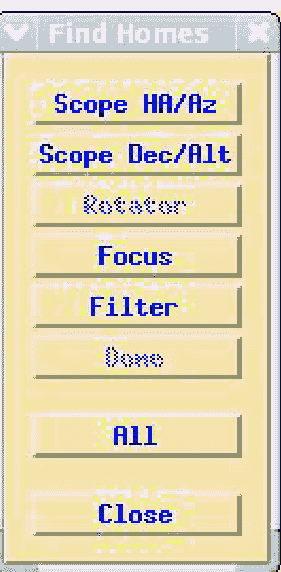 Find Homes
Scope HA/Az
Scope Dec/Alt
Rotator
Focus
Filter
Dome
All
Close